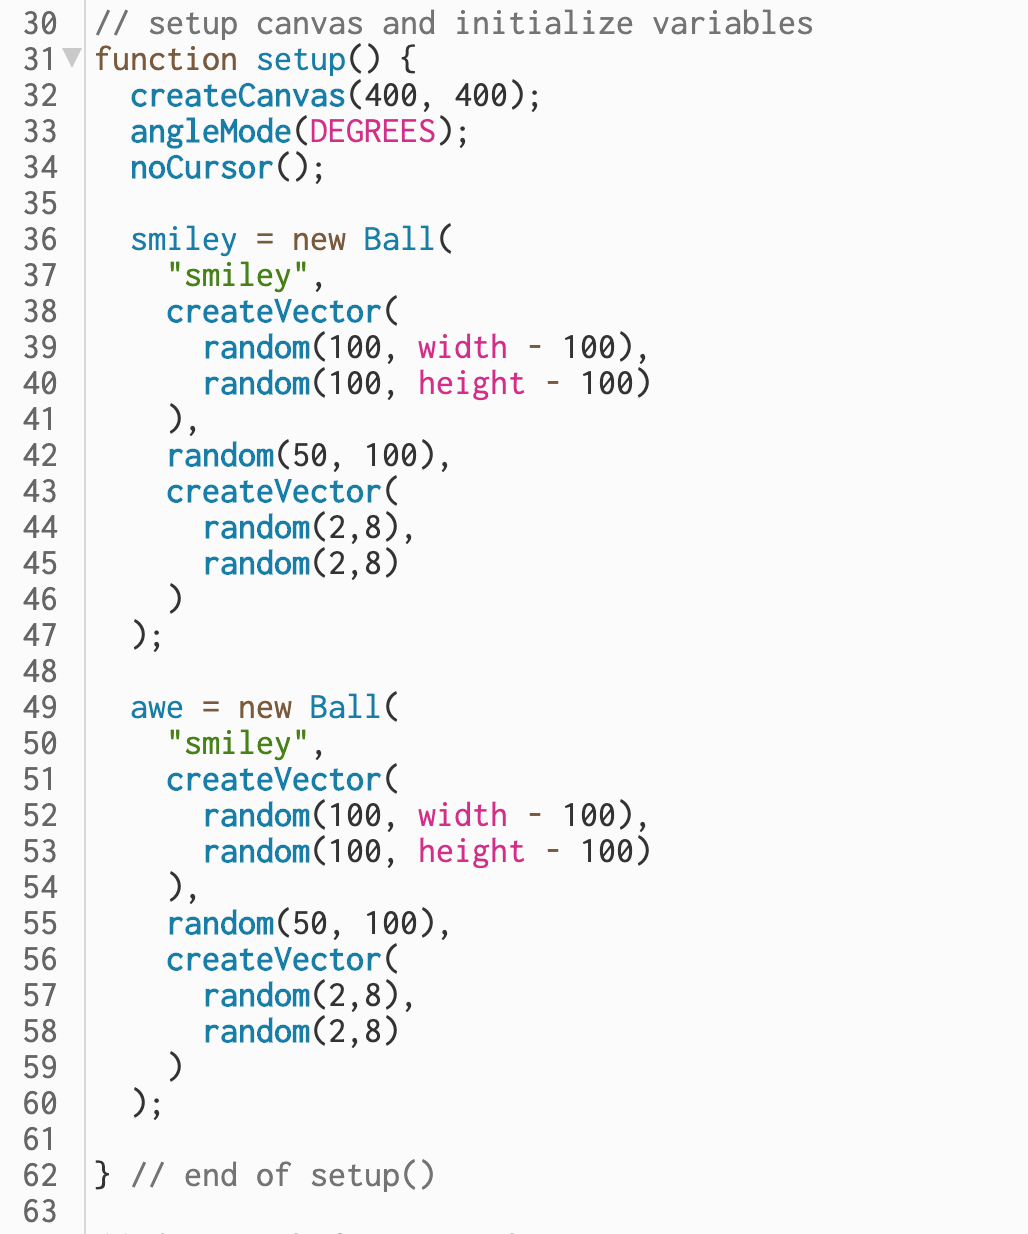 30 // setup canvas and initialize variables
31 function setup() {
32   createCanvas(400, 400);
33   angleMode(DEGREES);
34   noCursor();
35
36   smiley = new Ball(
37     "smiley",
38     createVector(
39       random(100, width - 100),
40       random(100, height - 100)
41     ),
42     random(50, 100),
43     createVector(
44       random(2,8),
45       random(2,8)
46     )
47   );
48
49   awe = new Ball(
50     "smiley",
51     createVector(
52       random(100, width - 100),
53       random(100, height - 100)
54     ),
55     random(50, 100),
56     createVector(
57       random(2,8),
58       random(2,8)
59     )
60   );
61
62 } // end of setup()
63